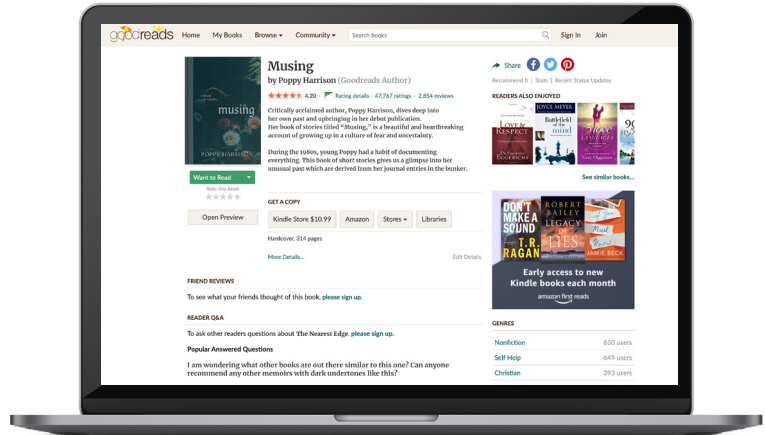 goodreads Home My Books Browse Community Search books Sign In Join
Musing
by Poppy Harrison (Goodreads Author)
4.20 Rating details · 47,767 ratings · 2,854 reviews
Critically acclaimed author, Poppy Harrison, dives deep into
her own past and upbringing in her debut publication.
Her book of stories titled "Musing," is a beautiful and heartbreaking
account of growing up in a culture of fear and uncertainty.
During the 1980s, young Poppy had a habit of documenting
everything. This book of short stories gives us a glimpse into her
unusual past which are derived from her journal entries in the bunker.
musing
POPPY HARRISON
Want to Read
Rate this book
Open Preview
GET A COPY
Kindle Store $10.99 Amazon Stores Libraries
Hardcover, 314 pages
More Details... Edit Details
FRIEND REVIEWS
To see what your friends thought of this book, please sign up.
READER Q&A
To ask other readers questions about The Nearest Edge, please sign up.
Popular Answered Questions
I am wondering what other books are out there similar to this one? Can anyone
recommend any other memoirs with dark undertones like this?
Share
Recommend It | Stats | Recent Status Updates
READERS ALSO ENJOYED
LOVE &
RESPECT
EGGERICHS
JOYCE MEYER
Battlefield
of the
mind
love
See similar books...
DON'T
MAKE A
SOUND
T.R.
RAGAN
ROBERT
BAILEY
LEGACY
OF
LIES
JAMIE BECK
Early access to new
Kindle books each month
amazon first reads
GENRES
Nonfiction 650 users
Self Help 649 users
Christian 393 users